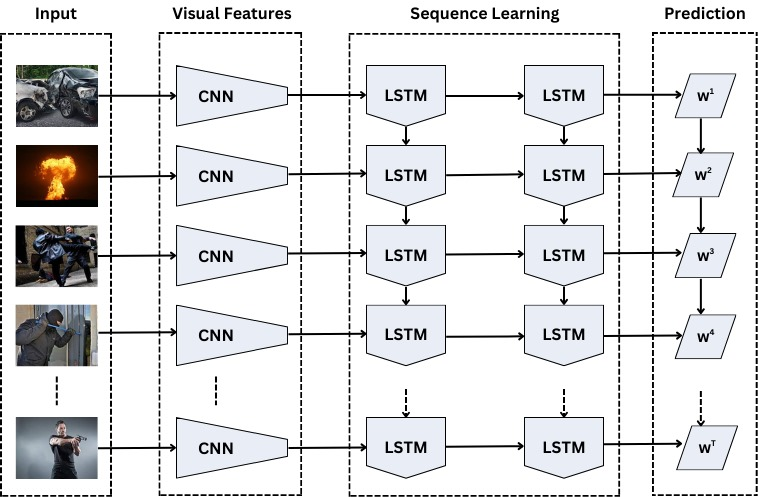 Input Visual Features Sequence Learning Prediction
CNN LSTM LSTM w¹
CNN LSTM LSTM w²
CNN LSTM LSTM w³
CNN LSTM LSTM w⁴
CNN LSTM LSTM wᵀ